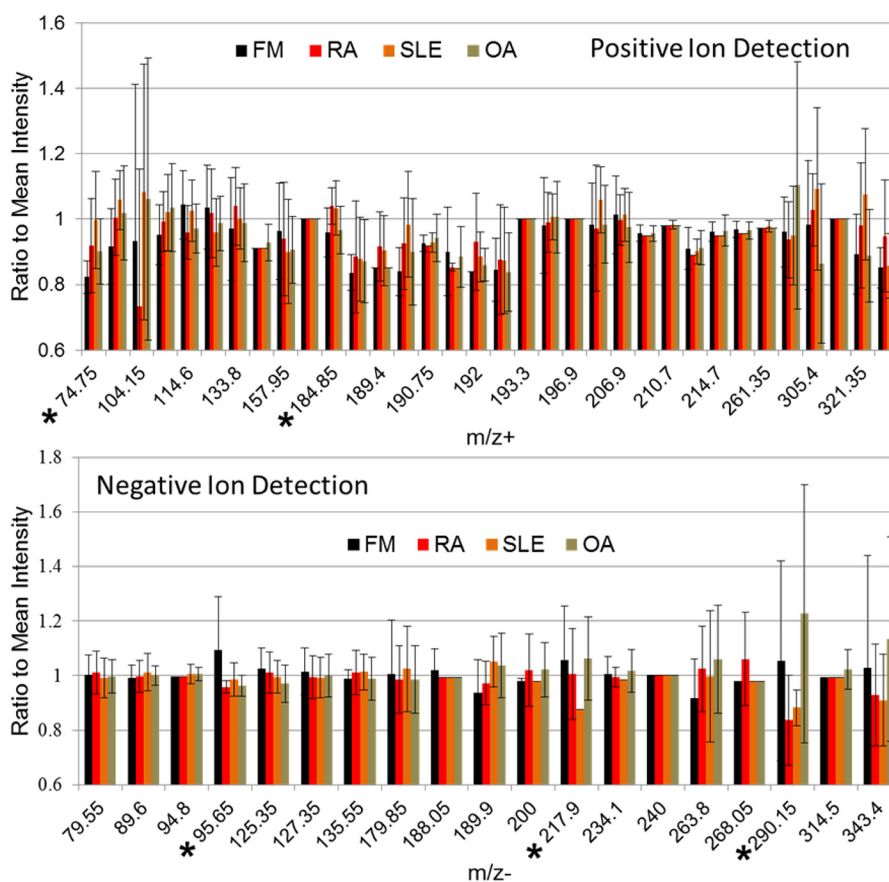 Positive Ion Detection
FM RA SLE OA
Ratio to Mean Intensity
1.6
1.4
1.2
1
0.8
0.6
* 74.75 104.15 114.6 133.8 157.95 * 184.85 189.4 190.75 192 193.3 196.9 206.9 210.7 214.7 261.35 305.4 321.35
m/z+
Negative Ion Detection
FM RA SLE OA
Ratio to Mean Intensity
1.8
1.6
1.4
1.2
1
0.8
0.6
79.55 89.6 94.8 * 95.65 125.35 127.35 135.55 179.85 188.05 189.9 200 * 217.9 234.1 240 263.8 268.05 * 290.15 314.5 343.4
m/z-